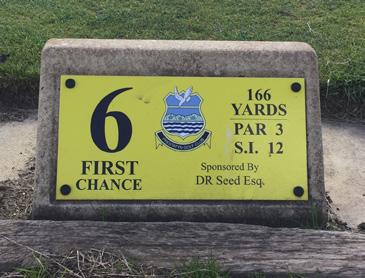 6
FIRST
CHANCE
166
YARDS
PAR 3
S.I. 12
Sponsored By
DR Seed Esq.